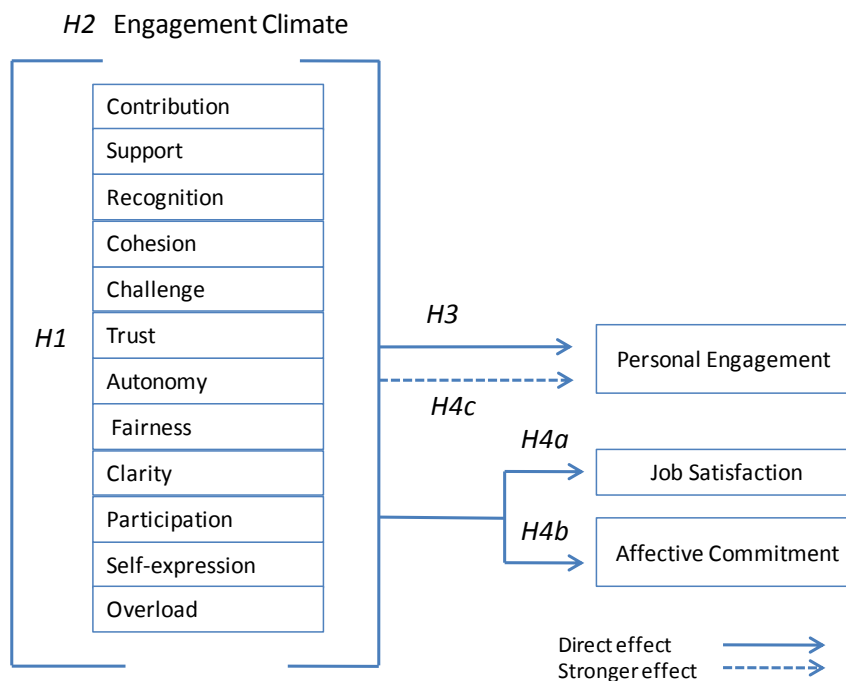 H2 Engagement Climate
Contribution
Support
Recognition
Cohesion
Challenge
H1
Trust
Autonomy
Fairness
Clarity
Participation
Self-expression
Overload
H3
Personal Engagement
H4c
H4a
Job Satisfaction
H4b
Affective Commitment
Direct effect
Stronger effect